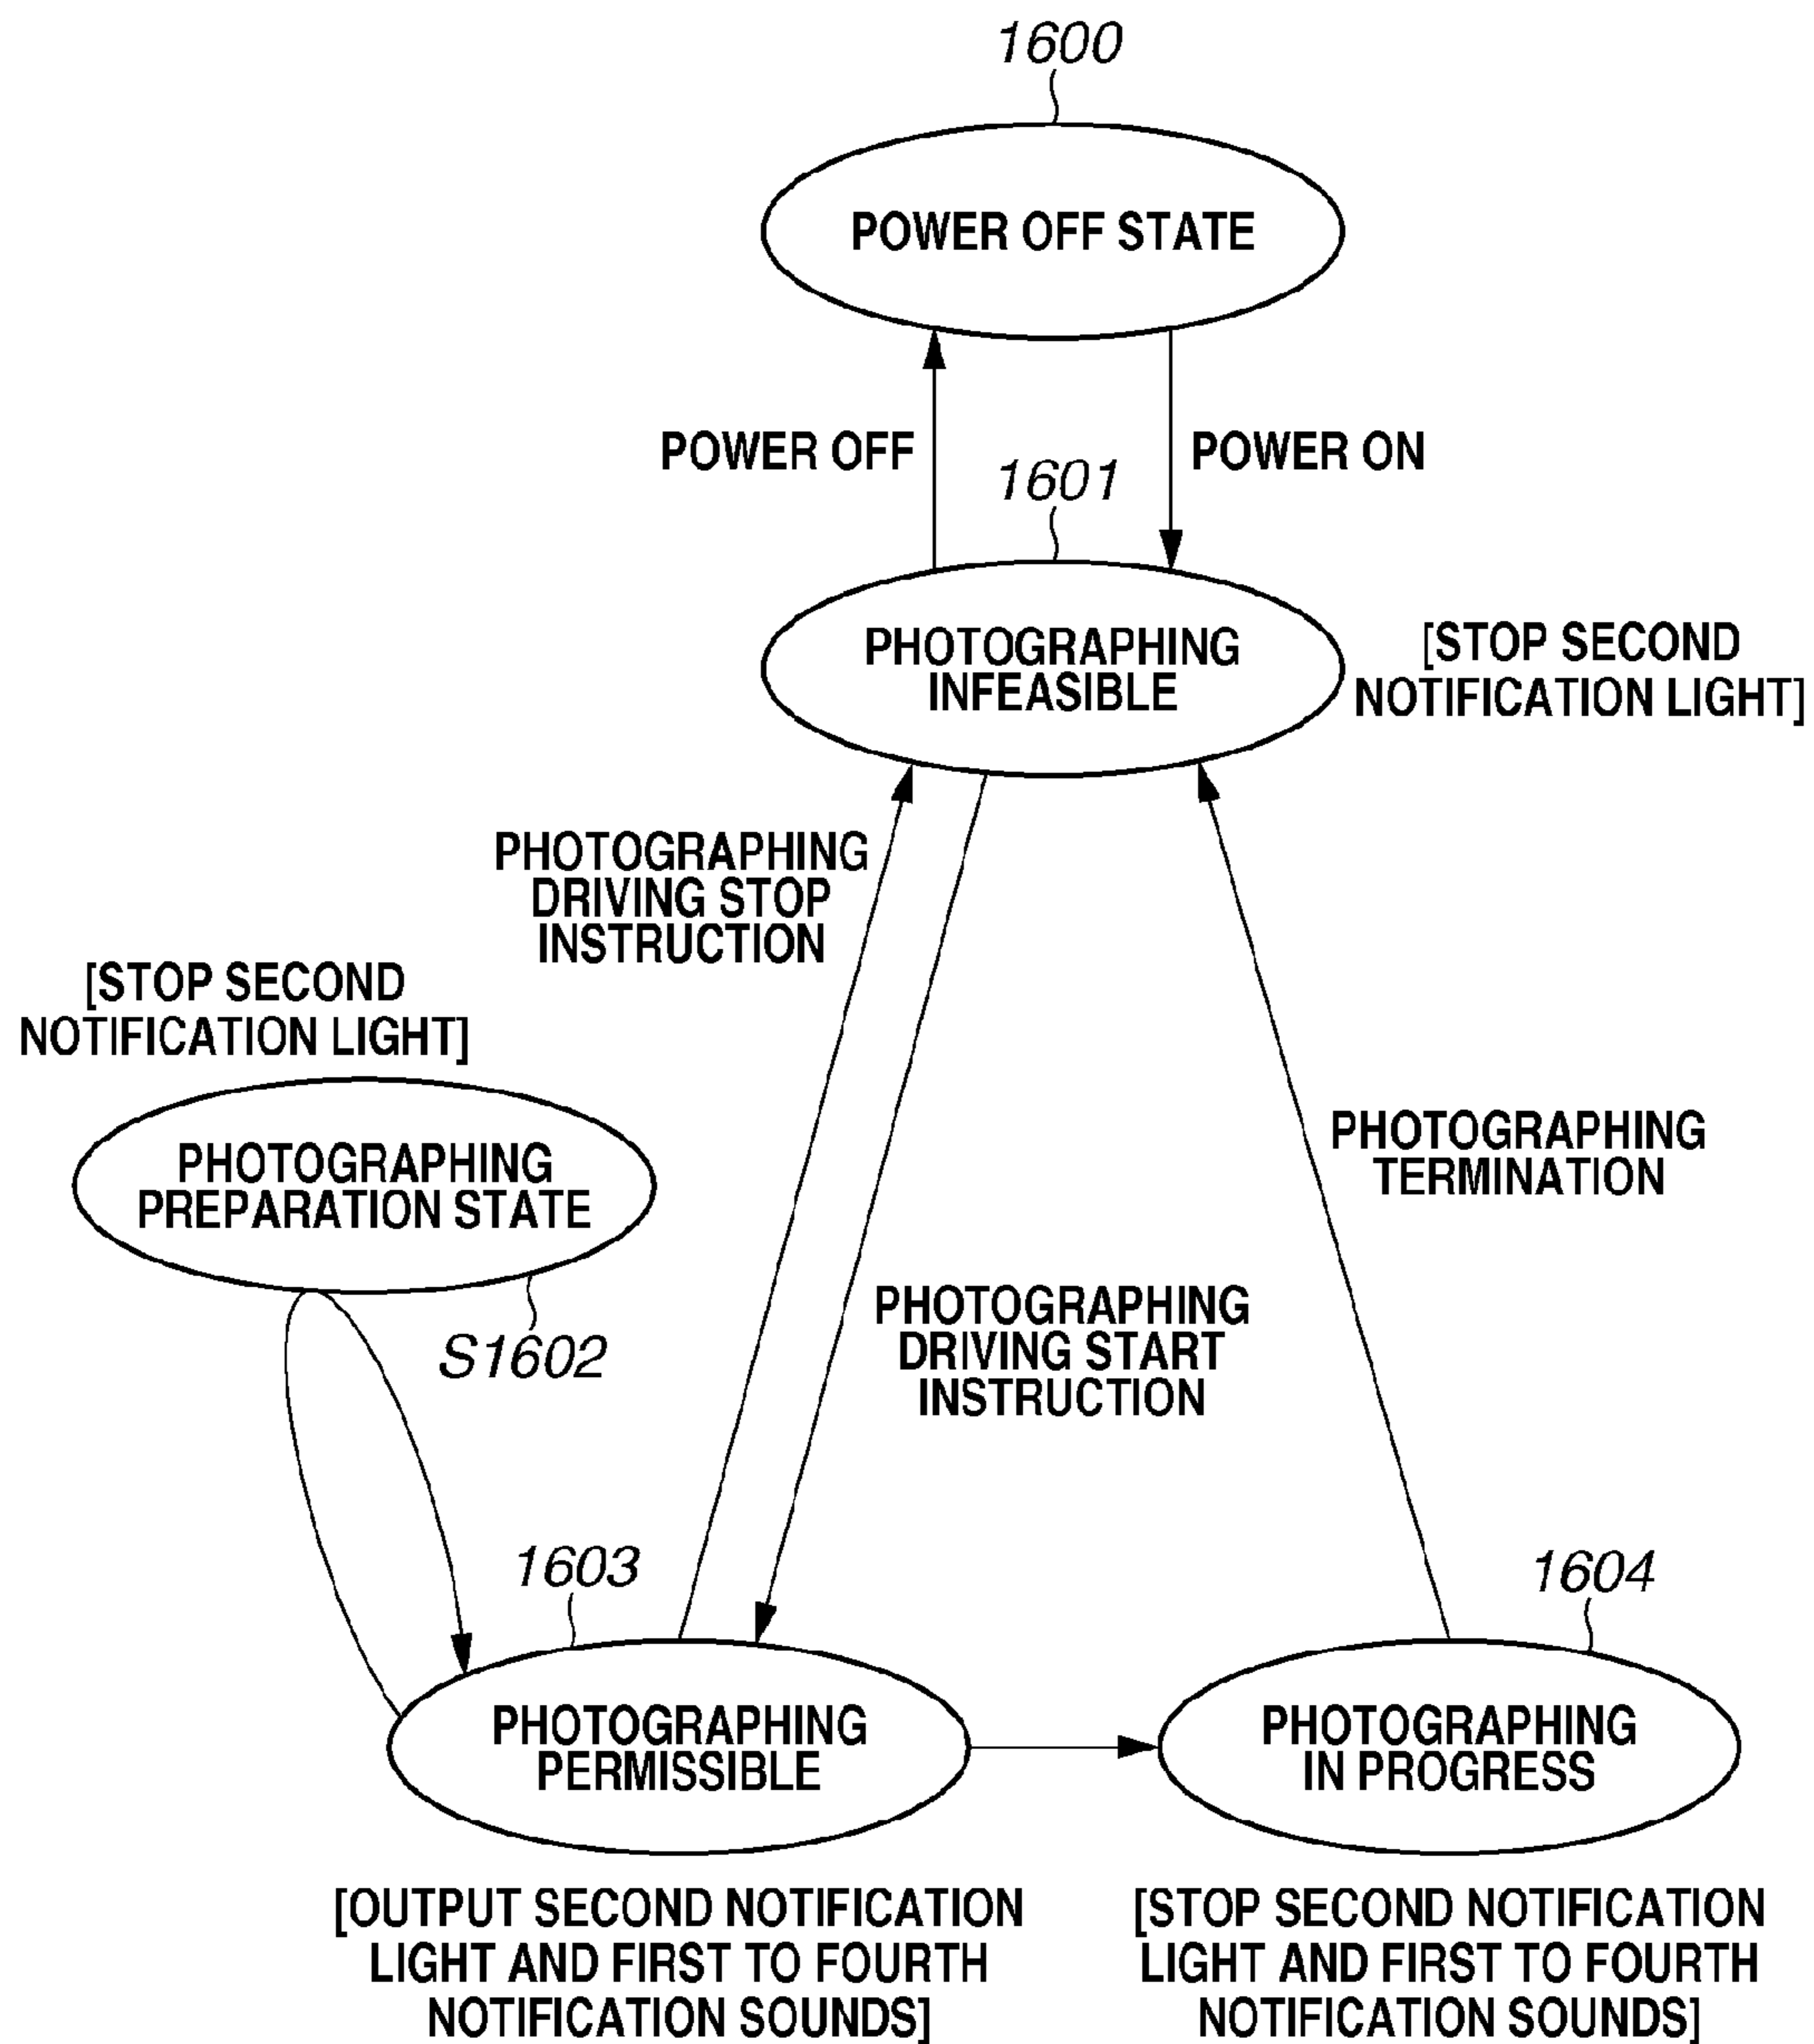 1600
POWER OFF STATE
POWER OFF
POWER ON
1601
PHOTOGRAPHING
INFEASIBLE
[STOP SECOND
NOTIFICATION LIGHT]
PHOTOGRAPHING
DRIVING STOP
INSTRUCTION
[STOP SECOND
NOTIFICATION LIGHT]
PHOTOGRAPHING
PREPARATION STATE
S1602
PHOTOGRAPHING
TERMINATION
PHOTOGRAPHING
DRIVING START
INSTRUCTION
1603
PHOTOGRAPHING
PERMISSIBLE
1604
PHOTOGRAPHING
IN PROGRESS
[OUTPUT SECOND NOTIFICATION
LIGHT AND FIRST TO FOURTH
NOTIFICATION SOUNDS]
[STOP SECOND NOTIFICATION
LIGHT AND FIRST TO FOURTH
NOTIFICATION SOUNDS]